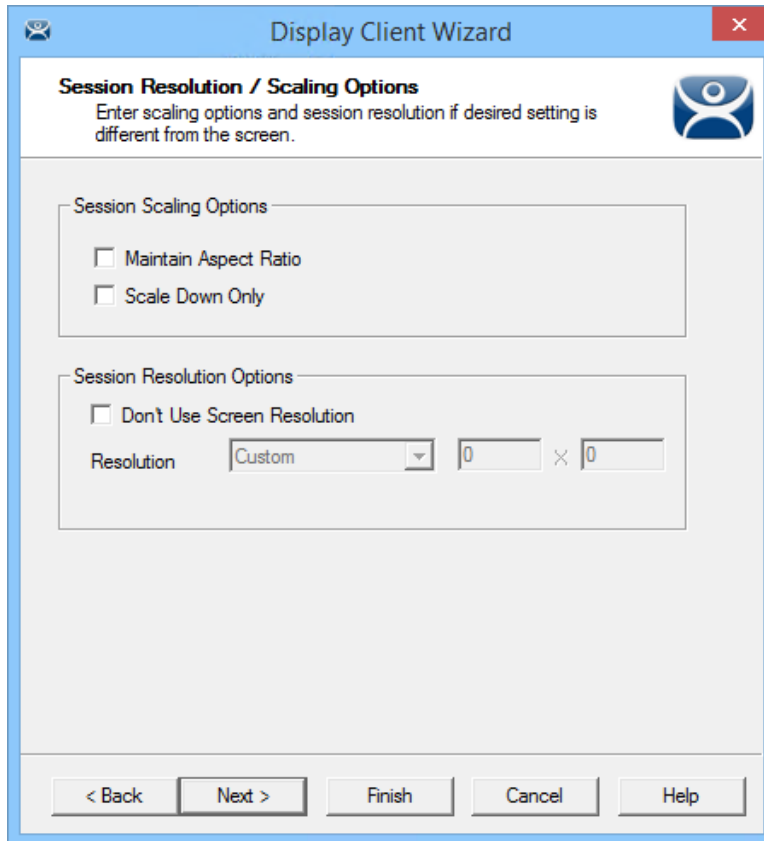 Display Client Wizard
Session Resolution / Scaling Options
Enter scaling options and session resolution if desired setting is
different from the screen.
Session Scaling Options
Maintain Aspect Ratio
Scale Down Only
Session Resolution Options
Don't Use Screen Resolution
Resolution Custom 0 X 0
< Back Next > Finish Cancel Help